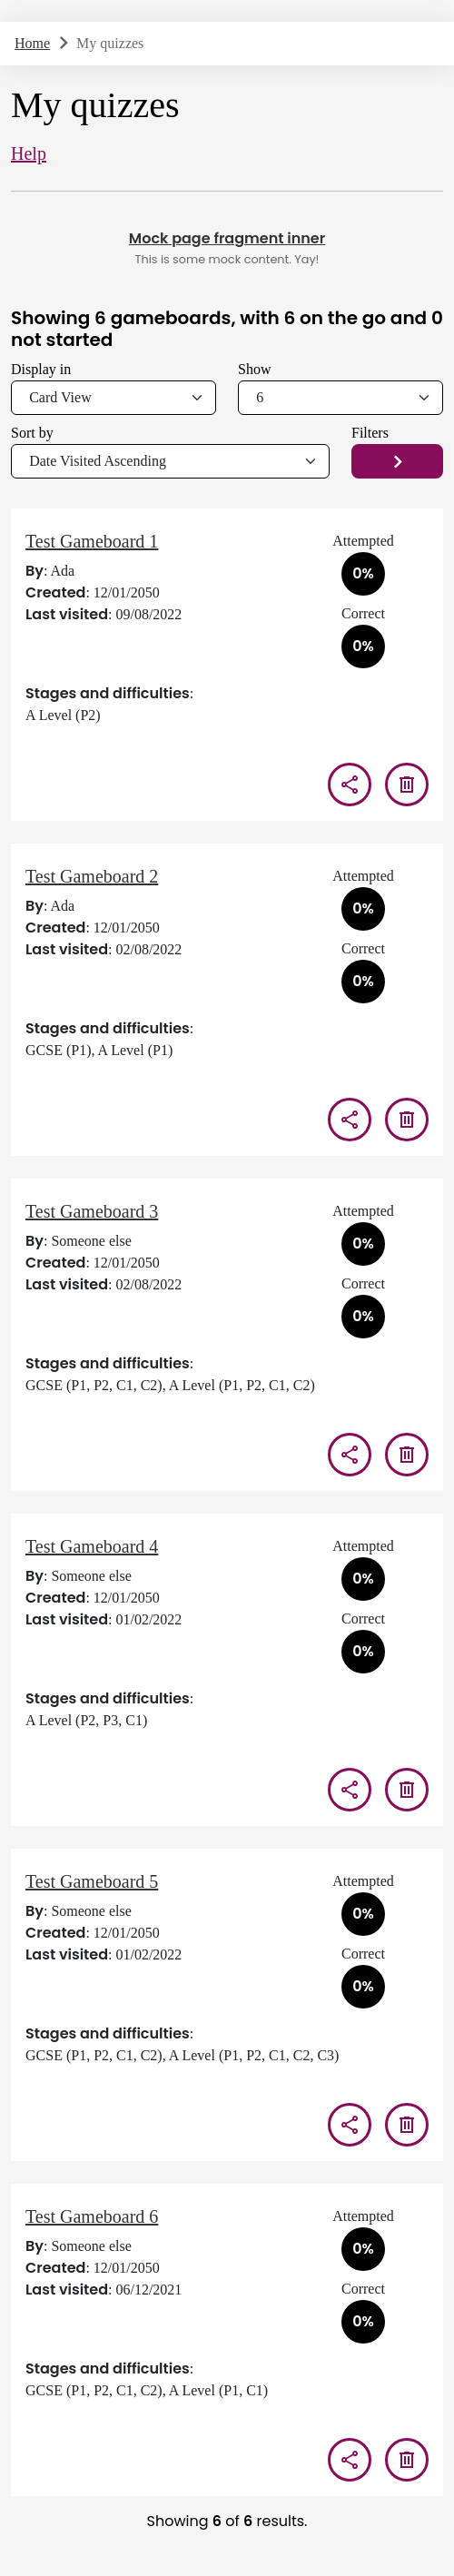 Home My quizzes
My quizzes
Help
Mock page fragment inner
This is some mock content. Yay!
Showing 6 gameboards, with 6 on the go and 0
not started
Display in Show
Card View 6
Sort by Filters
Date Visited Ascending
Test Gameboard 1
By: Ada
Created: 12/01/2050
Last visited: 09/08/2022
Attempted
0%
Correct
0%
Stages and difficulties:
A Level (P2)
Test Gameboard 2
By: Ada
Created: 12/01/2050
Last visited: 02/08/2022
Attempted
0%
Correct
0%
Stages and difficulties:
GCSE (P1), A Level (P1)
Test Gameboard 3
By: Someone else
Created: 12/01/2050
Last visited: 02/08/2022
Attempted
0%
Correct
0%
Stages and difficulties:
GCSE (P1, P2, C1, C2), A Level (P1, P2, C1, C2)
Test Gameboard 4
By: Someone else
Created: 12/01/2050
Last visited: 01/02/2022
Attempted
0%
Correct
0%
Stages and difficulties:
A Level (P2, P3, C1)
Test Gameboard 5
By: Someone else
Created: 12/01/2050
Last visited: 01/02/2022
Attempted
0%
Correct
0%
Stages and difficulties:
GCSE (P1, P2, C1, C2), A Level (P1, P2, C1, C2, C3)
Test Gameboard 6
By: Someone else
Created: 12/01/2050
Last visited: 06/12/2021
Attempted
0%
Correct
0%
Stages and difficulties:
GCSE (P1, P2, C1, C2), A Level (P1, C1)
Showing 6 of 6 results.